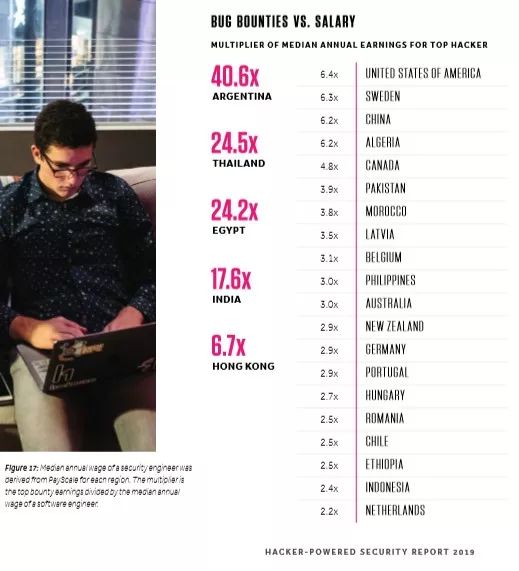 BUG BOUNTIES VS. SALARY
MULTIPLIER OF MEDIAN ANNUAL EARNINGS FOR TOP HACKER
40.6x
ARGENTINA
24.5x
THAILAND
24.2x
EGYPT
17.6x
INDIA
6.7x
HONG KONG
6.4x UNITED STATES OF AMERICA
6.3x SWEDEN
6.2x CHINA
6.2x ALGERIA
4.8x CANADA
3.9x PAKISTAN
3.8x MOROCCO
3.5x LATVIA
3.1x BELGIUM
3.0x PHILIPPINES
3.0x AUSTRALIA
2.9x NEW ZEALAND
2.9x GERMANY
2.9x PORTUGAL
2.7x HUNGARY
2.5x ROMANIA
2.5x CHILE
2.5x ETHIOPIA
2.4x INDONESIA
2.2x NETHERLANDS
Figure 17: Median annual wage of a security engineer was
derived from PayScale for each region. The multiplier is
the top bounty earnings divided by the median annual
wage of a software engineer.
HACKER-POWERED SECURITY REPORT 2019